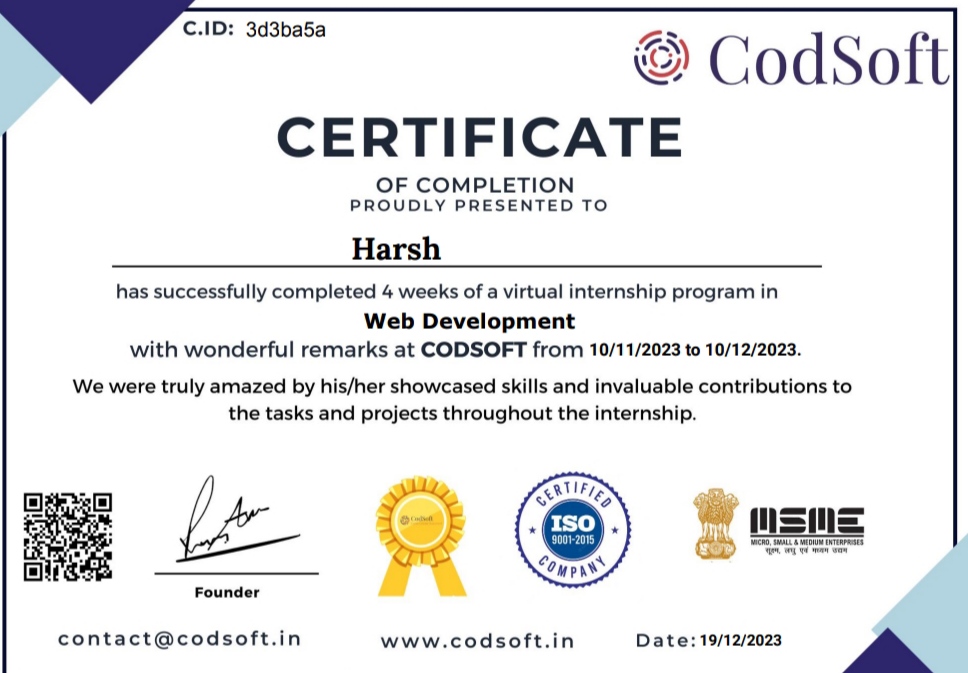 C.ID: 3d3ba5a
CodSoft
CERTIFICATE
OF COMPLETION
PROUDLY PRESENTED TO
Harsh
has successfully completed 4 weeks of a virtual internship program in
Web Development
with wonderful remarks at CODSOFT from 10/11/2023 to 10/12/2023.
We were truly amazed by his/her showcased skills and invaluable contributions to
the tasks and projects throughout the internship.
Founder
CodSoft
CERTIFIED
ISO
9001-2015
COMPANY
MSME
MICRO, SMALL & MEDIUM ENTERPRISES
सूक्ष्म, लघु एवं मध्यम उद्यम
contact@codsoft.in
www.codsoft.in
Date: 19/12/2023